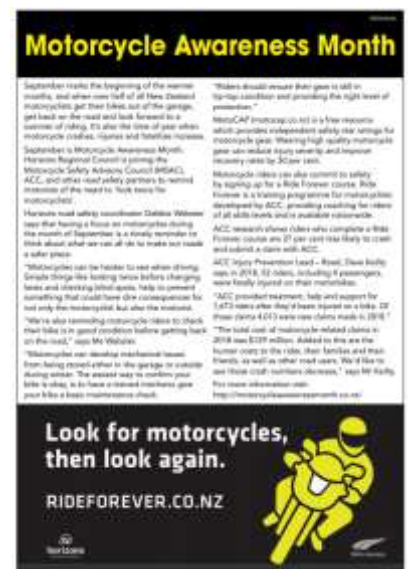 Motorcycle Awareness Month
September marks the beginning of the warmer
months, and when over half of all New Zealand
motorcyclists get their bikes out of the garage,
get back on the road and look forward to a
summer of riding. It's also the time of year when
motorcycle crashes, injuries and fatalities increase.
September is Motorcycle Awareness Month.
Horizons Regional Council is joining the
Motorcycle Safety Advisory Council (MSAC),
ACC, and other road safety partners to remind
motorists of the need to 'look twice for
motorcyclists'.
Horizons road safety coordinator Debbie Webster
says that having a focus on motorcycles during
the month of September is a timely reminder to
think about what we can all do to make our roads
a safer place.
"Motorcycles can be harder to see when driving.
Simple things like looking twice before changing
lanes and checking blind spots, help to prevent
something that could have dire consequences for
not only the motorcyclist but also the motorist.
"We're also reminding motorcycle riders to check
their bike is in good condition before getting back
on the road," says Ms Webster.
"Motorcycles can develop mechanical issues
from being stored either in the garage or outside
during winter. The easiest way to confirm your
bike is okay, is to have a trained mechanic give
your bike a basic maintenance check.
"Riders should ensure their gear is still in
tip-top condition and providing the right level of
protection."
MotoCAP (motocap.co.nz) is a free resource
which provides independent safety star ratings for
motorcycle gear. Wearing high quality motorcycle
gear can reduce injury severity and improve
recovery rates by 30 per cent.
Motorcycle riders can also commit to safety
by signing up for a Ride Forever course. Ride
Forever is a training programme for motorcyclists
developed by ACC, providing coaching for riders
of all skills levels and is available nationwide.
ACC research shows riders who complete a Ride
Forever course are 27 per cent less likely to crash
and submit a claim with ACC.
ACC Injury Prevention Lead – Road, Dave Keilty
says in 2018, 52 riders, including 4 passengers,
were fatally injured on their motorbikes.
"ACC provided treatment, help and support for
after they'd been injured on a bike. Of
those claims 4,013 were new claims made in 2018."
"The total cost of motorcycle related claims in
2018 was $109 million. Added to this are the
human costs to the rider, their families and their
friends, as well as other road users. We'd like to
see those crash numbers decrease," says Mr Keilty.
For more information visit:
http://motorcycleawarenessmonth.co.nz/
Look for motorcycles,
then look again.
RIDEFOREVER.CO.NZ
horizons